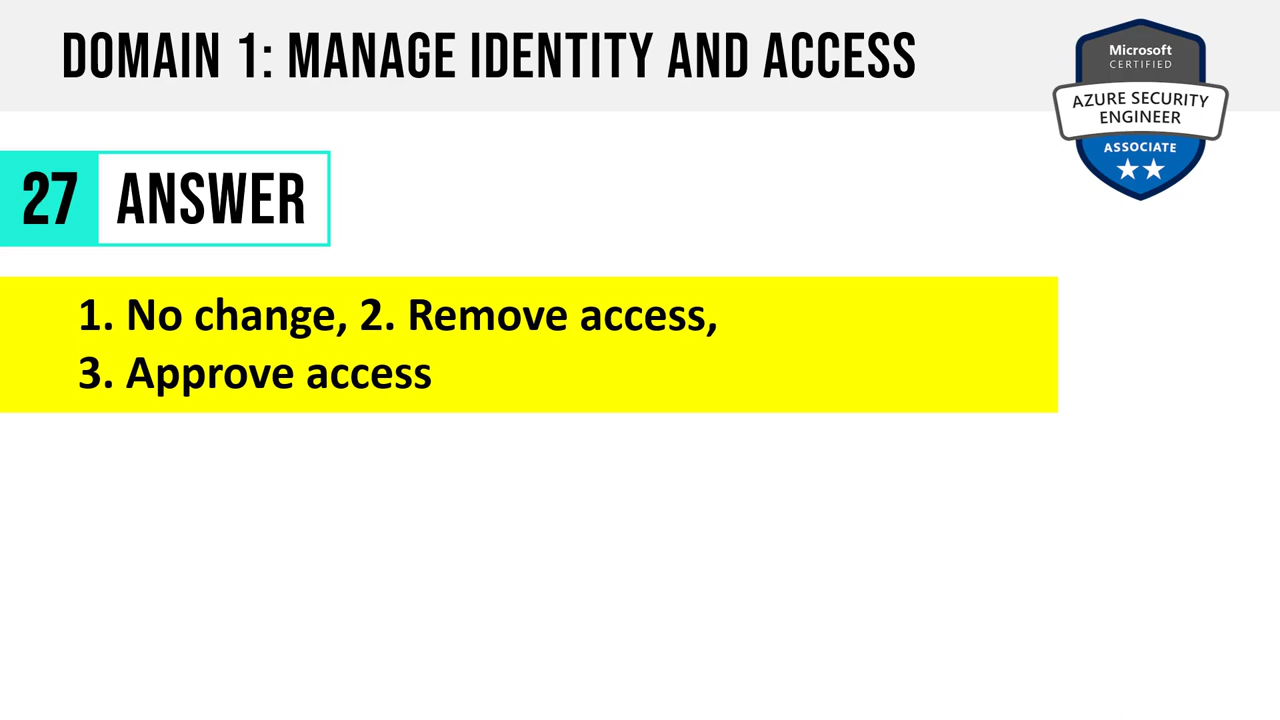 DOMAIN 1: MANAGE IDENTITY AND ACCESS
Microsoft
CERTIFIED
AZURE SECURITY
ENGINEER
ASSOCIATE
27 ANSWER
1. No change, 2. Remove access,
3. Approve access